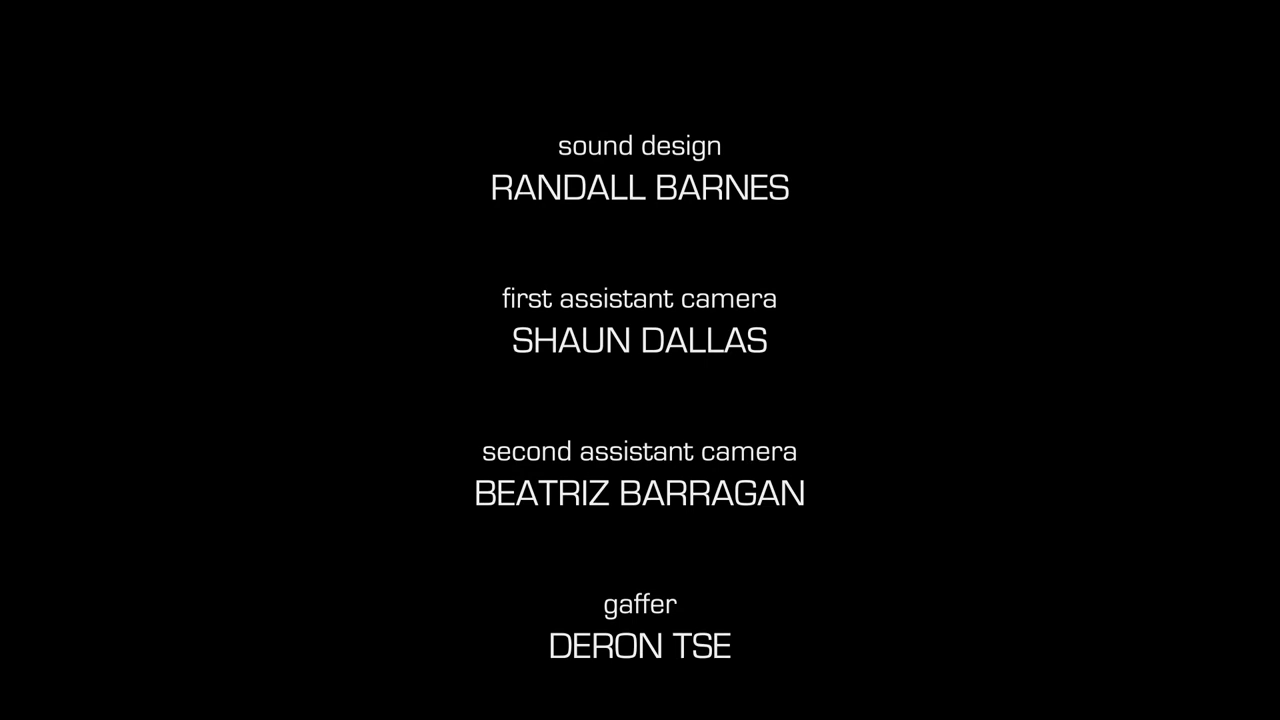 sound design
RANDALL BARNES
first assistant camera
SHAUN DALLAS
second assistant camera
BEATRIZ BARRAGAN
gaffer
DERON TSE